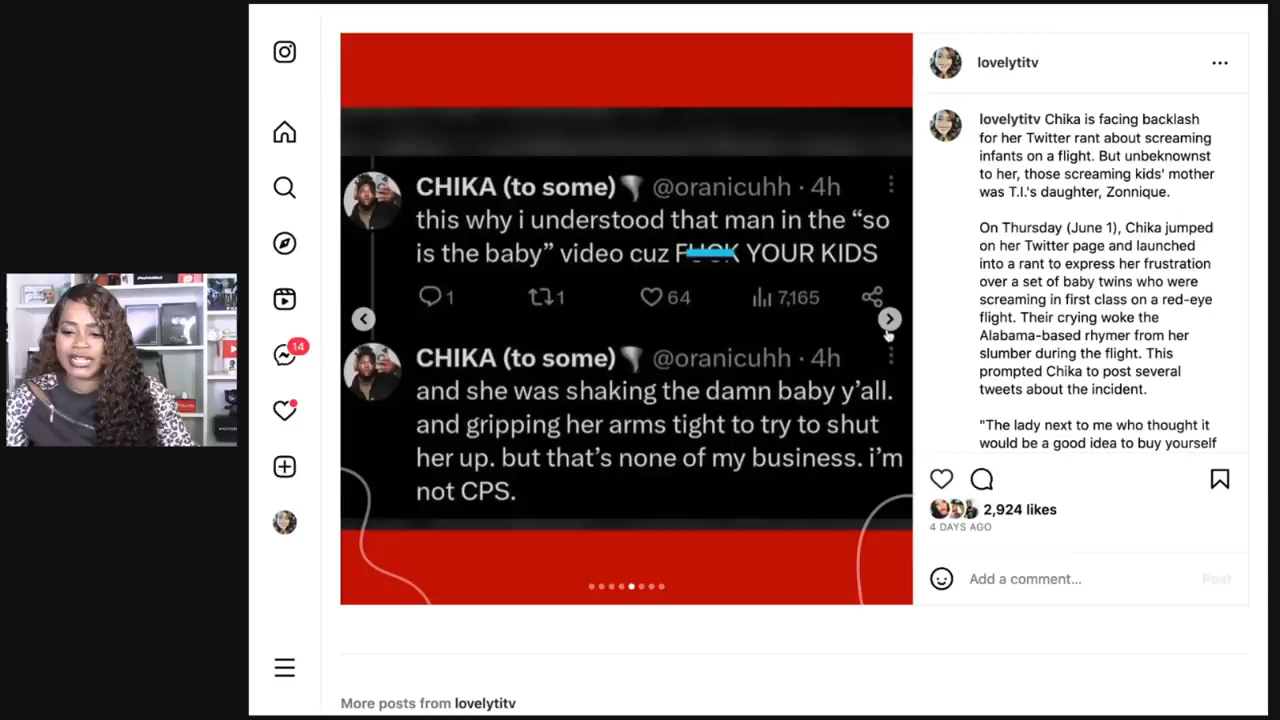 lovelytitv
CHIKA (to some) @oranicuhh · 4h
this why i understood that man in the “so
is the baby” video cuz FUCK YOUR KIDS
1
1
64
7,165
CHIKA (to some) @oranicuhh · 4h
and she was shaking the damn baby y’all.
and gripping her arms tight to try to shut
her up. but that’s none of my business. i’m
not CPS.
14
lovelytitv Chika is facing backlash
for her Twitter rant about screaming
infants on a flight. But unbeknownst
to her, those screaming kids' mother
was T.I.'s daughter, Zonnique.
On Thursday (June 1), Chika jumped
on her Twitter page and launched
into a rant to express her frustration
over a set of baby twins who were
screaming in first class on a red-eye
flight. Their crying woke the
Alabama-based rhymer from her
slumber during the flight. This
prompted Chika to post several
tweets about the incident.
"The lady next to me who thought it
would be a good idea to buy yourself
2,924 likes
4 DAYS AGO
Add a comment...
Post
More posts from lovelytitv